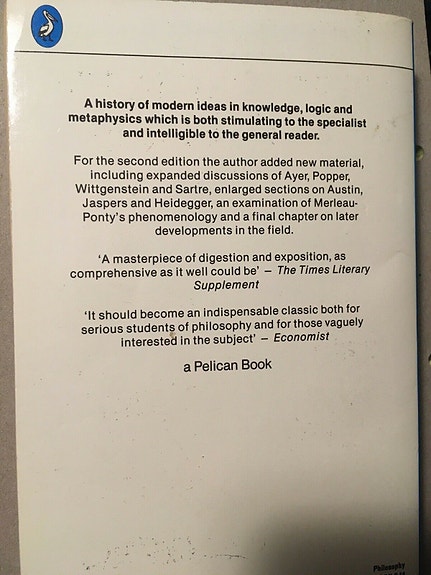 A history of modern ideas in knowledge, logic and
metaphysics which is both stimulating to the specialist
and intelligible to the general reader.
For the second edition the author added new material,
including expanded discussions of Ayer, Popper,
Wittgenstein and Sartre, enlarged sections on Austin,
Jaspers and Heidegger, an examination of Merleau-
Ponty's phenomenology and a final chapter on later
developments in the field.
'A masterpiece of digestion and exposition, as
comprehensive as it well could be' – The Times Literary
Supplement
'It should become an indispensable classic both for
serious students of philosophy and for those vaguely
interested in the subject' – Economist
a Pelican Book
Philosophy